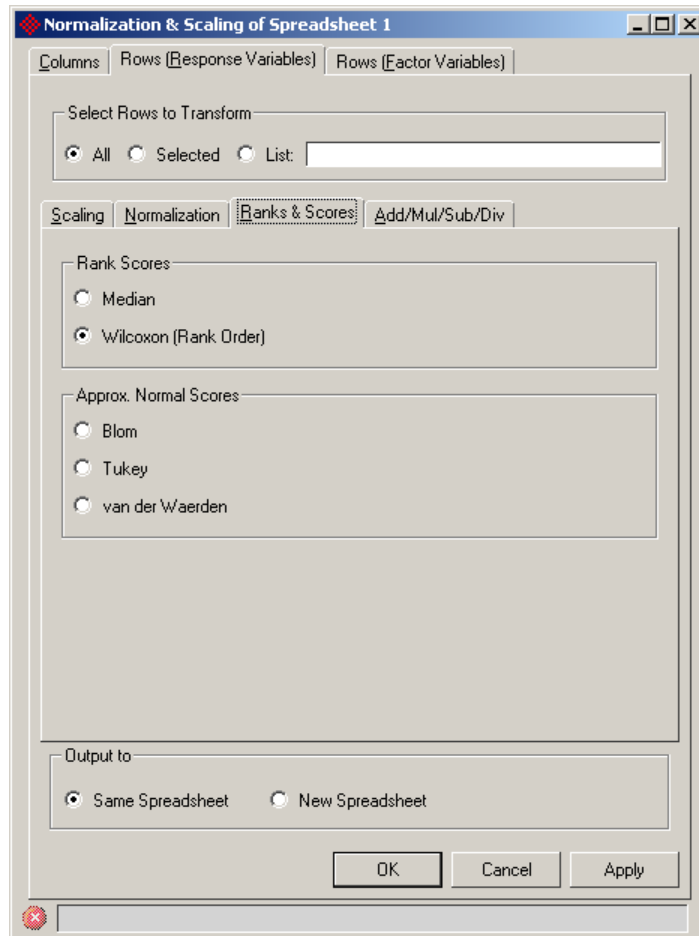 Normalization & Scaling of Spreadsheet 1
Columns Rows (Response Variables) Rows (Factor Variables)
Select Rows to Transform
All Selected List:
Scaling Normalization Ranks & Scores Add/Mul/Sub/Div
Rank Scores
Median
Wilcoxon (Rank Order)
Approx. Normal Scores
Blom
Tukey
van der Waerden
Output to
Same Spreadsheet New Spreadsheet
OK Cancel Apply